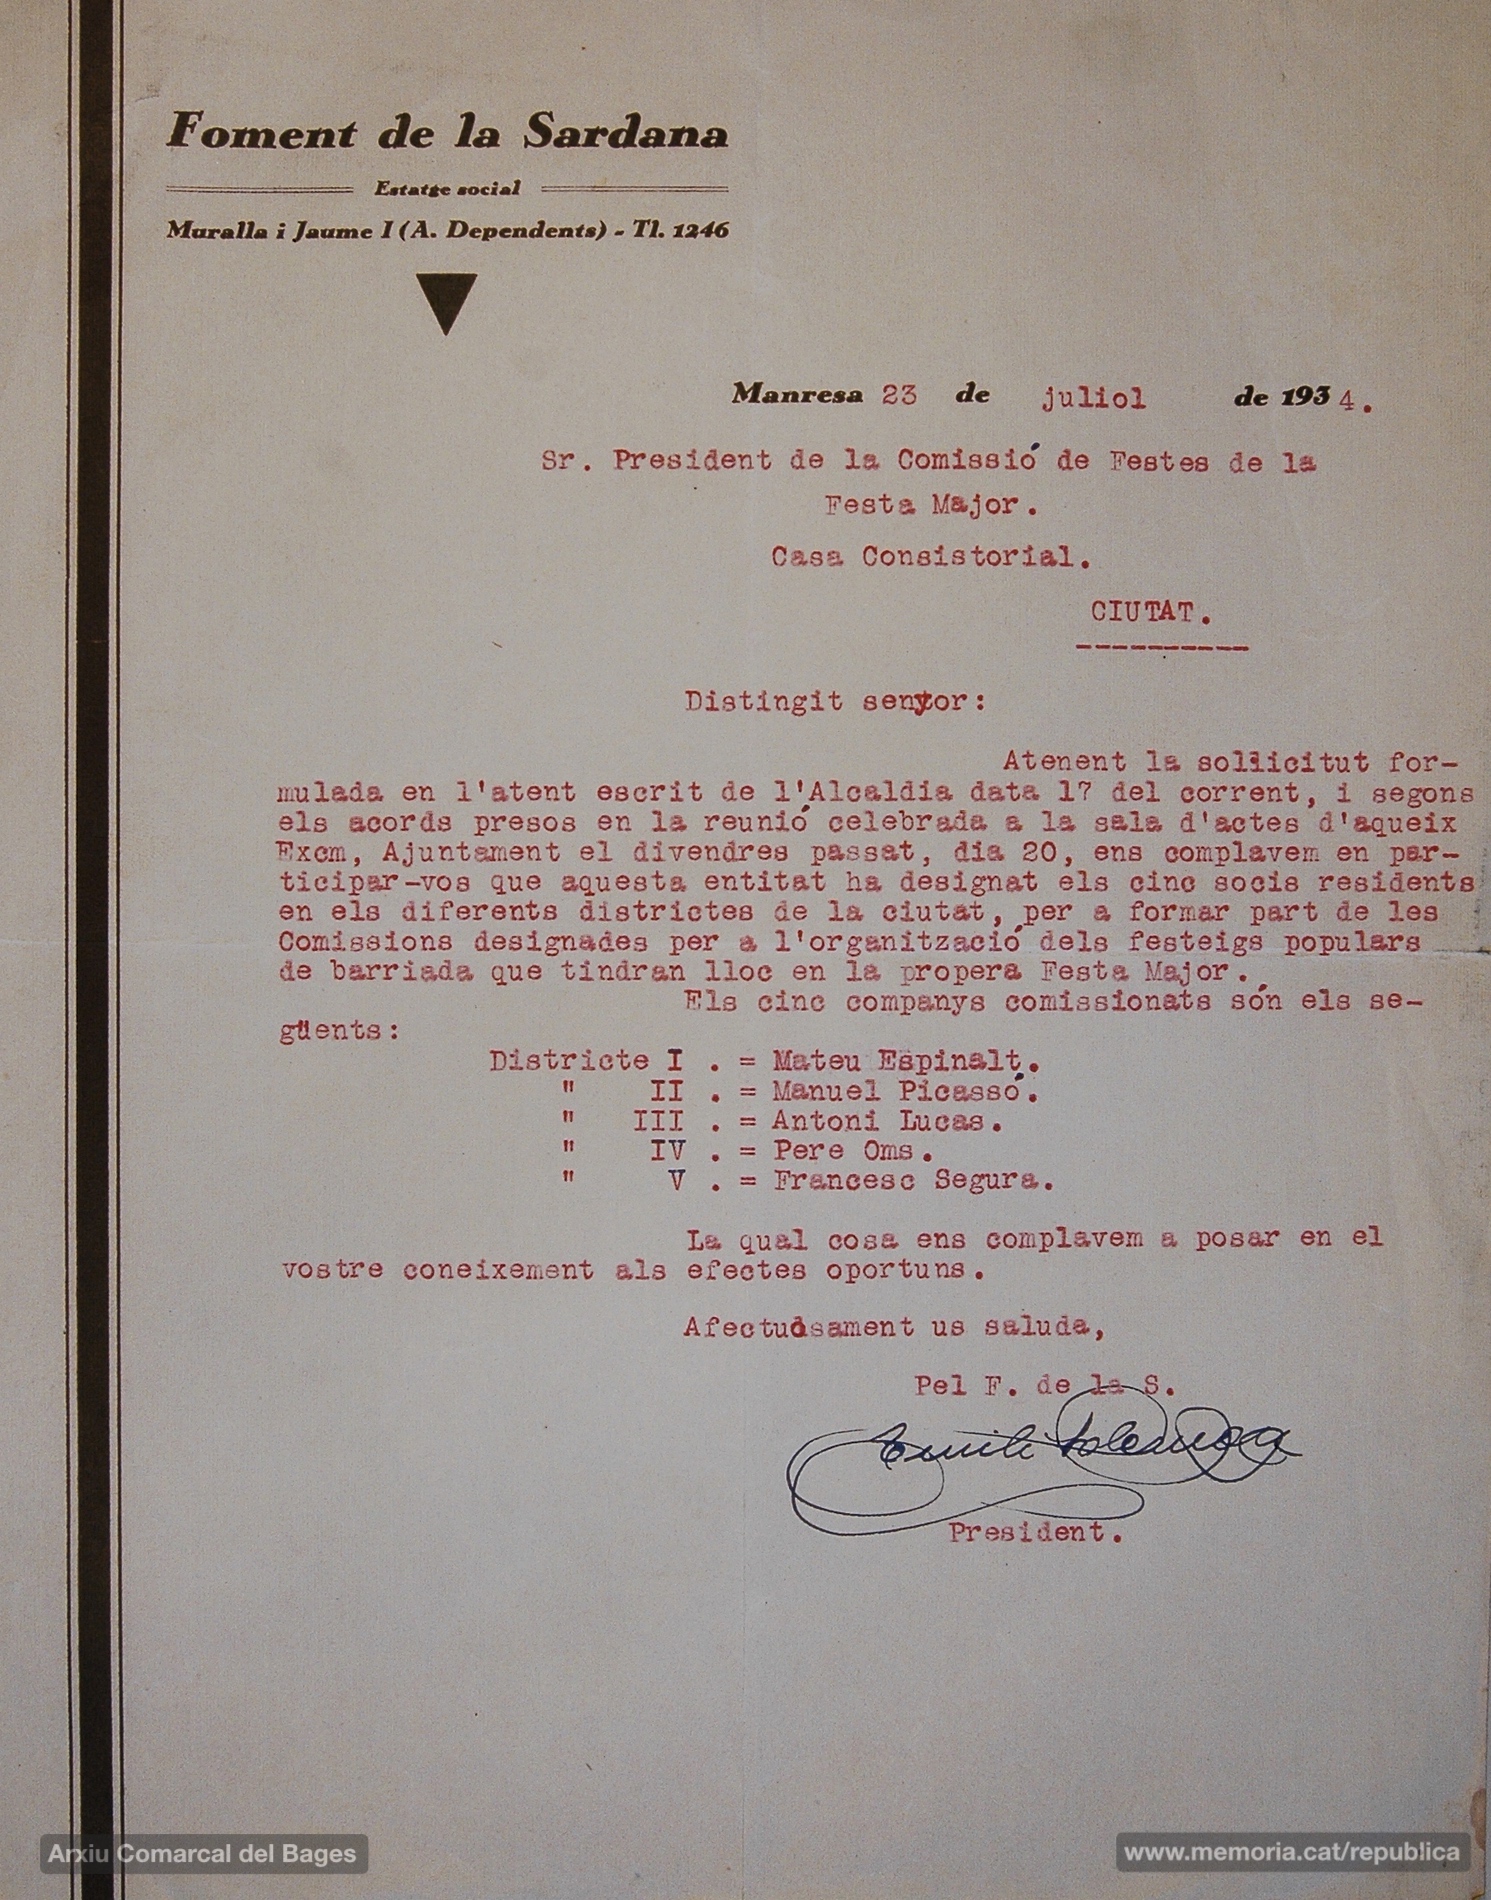 Foment de la Sardana
Estatge social
Muralla i Jaume I (A. Dependents) - Tl. 1246
Manresa 23 de juliol de 1934.
Sr. President de la Comissió de Festes de la
Festa Major.
Casa Consistorial.
CIUTAT.
----------
Distingit senyor:
Atenent la sol·licitut for-
mulada en l'atent escrit de l'Alcaldia data 17 del corrent, i segons
els acords presos en la reunió celebrada a la sala d'actes d'aqueix
Excm, Ajuntament el divendres passat, dia 20, ens complavem en par-
ticipar-vos que aquesta entitat ha designat els cinc socis residents
en els diferents districtes de la ciutat, per a formar part de les
Comissions designades per a l'organització dels festeigs populars
de barriada que tindran lloc en la propera Festa Major.
Els cinc companys comissionats són els se-
güents:
Districte I . = Mateu Espinalt.
" II . = Manuel Picassó.
" III . = Antoni Lucas.
" IV . = Pere Oms.
" V . = Francesc Segura.
La qual cosa ens complavem a posar en el
vostre coneixement als efectes oportuns.
Afectuosament us saluda,
Pel F. de la S.
Emili
President.
Arxiu Comarcal del Bages
www.memoria.cat/republica